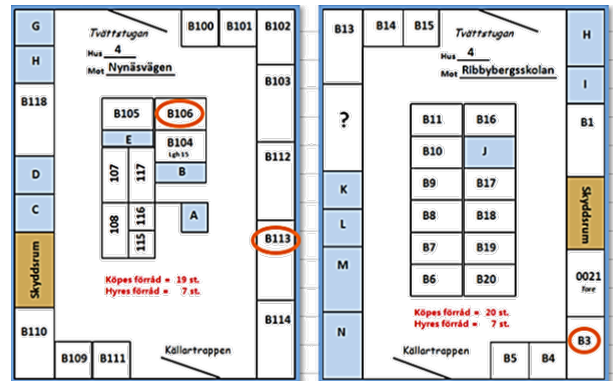 G
H
B118
D
C
Skyddsrum
B110
Tvättstugan
Hus 4
Mot Nynäsvägen
B100
B101
B102
B103
B112
B113
B114
B105
B106
E
B104
Lgh 15
B
107
117
108
116
115
A
Köpes förråd = 19 st.
Hyres förråd = 7 st.
B109
B111
Källartrappen
B13
?
K
L
M
N
B14
B15
Tvättstugan
Hus 4
Mot Ribbybergsskolan
H
I
B1
Skyddsrum
0021
Fore
B3
B11
B16
B10
J
B9
B17
B8
B18
B7
B19
B6
B20
Köpes förråd = 20 st.
Hyres förråd = 7 st.
Källartrappen
B5
B4